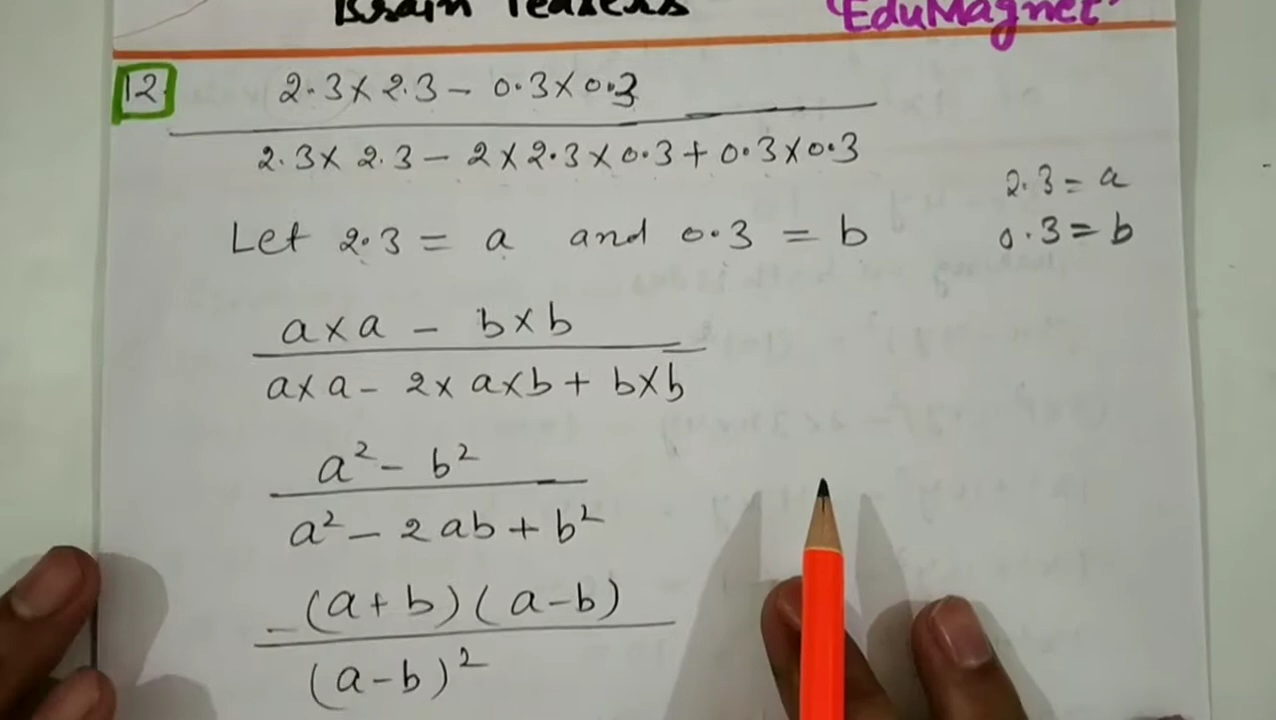 Brain Teasers EduMagnet
12. 2.3 × 2.3 − 0.3 × 0.3
2.3 × 2.3 − 2 × 2.3 × 0.3 + 0.3 × 0.3
2.3 = a
Let 2.3 = a and 0.3 = b
0.3 = b
a × a − b × b
a × a − 2 × a × b + b × b
a² − b²
a² − 2ab + b²
(a + b) (a − b)
(a − b)²